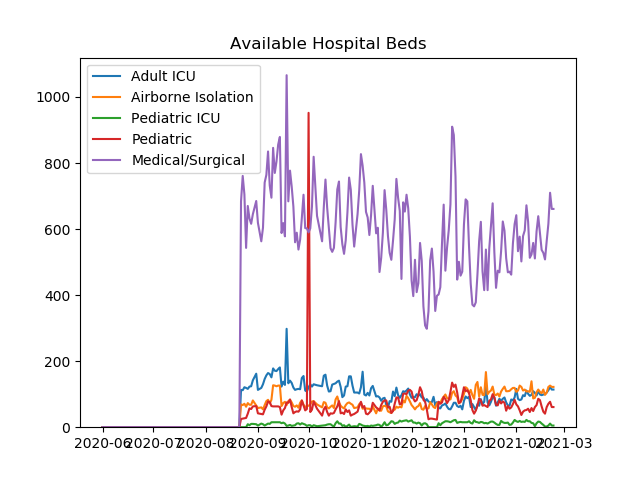 Available Hospital Beds
Adult ICU
Airborne Isolation
Pediatric ICU
Pediatric
Medical/Surgical
1000
800
600
400
200
0
2020-06 2020-07 2020-08 2020-09 2020-10 2020-11 2020-12 2021-01 2021-02 2021-03